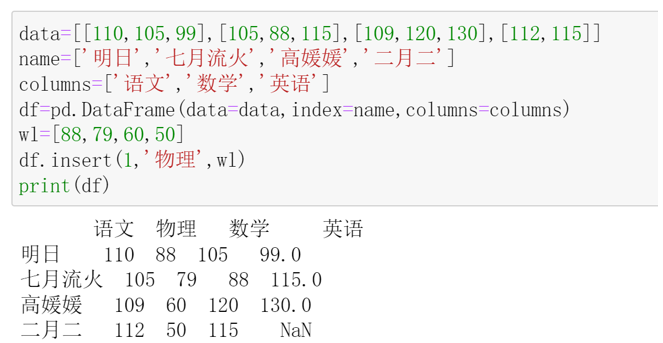 data=[[110,105,99],[105,88,115],[109,120,130],[112,115]]
name=['明日','七月流火','高媛媛','二月二']
columns=['语文','数学','英语']
df=pd.DataFrame(data=data,index=name,columns=columns)
wl=[88,79,60,50]
df.insert(1,'物理',wl)
print(df)
语文 物理 数学 英语
明日 110 88 105 99.0
七月流火 105 79 88 115.0
高媛媛 109 60 120 130.0
二月二 112 50 115 NaN